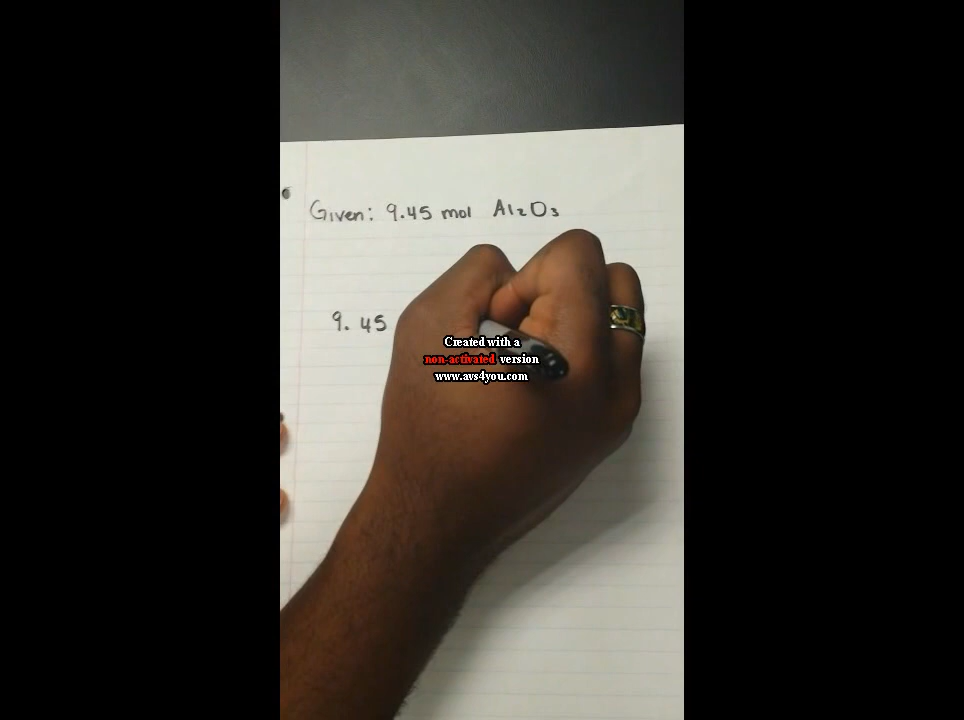 Given: 9.45 mol Al₂O₃
9.45
Created with a
non-activated version
www.avs4you.com